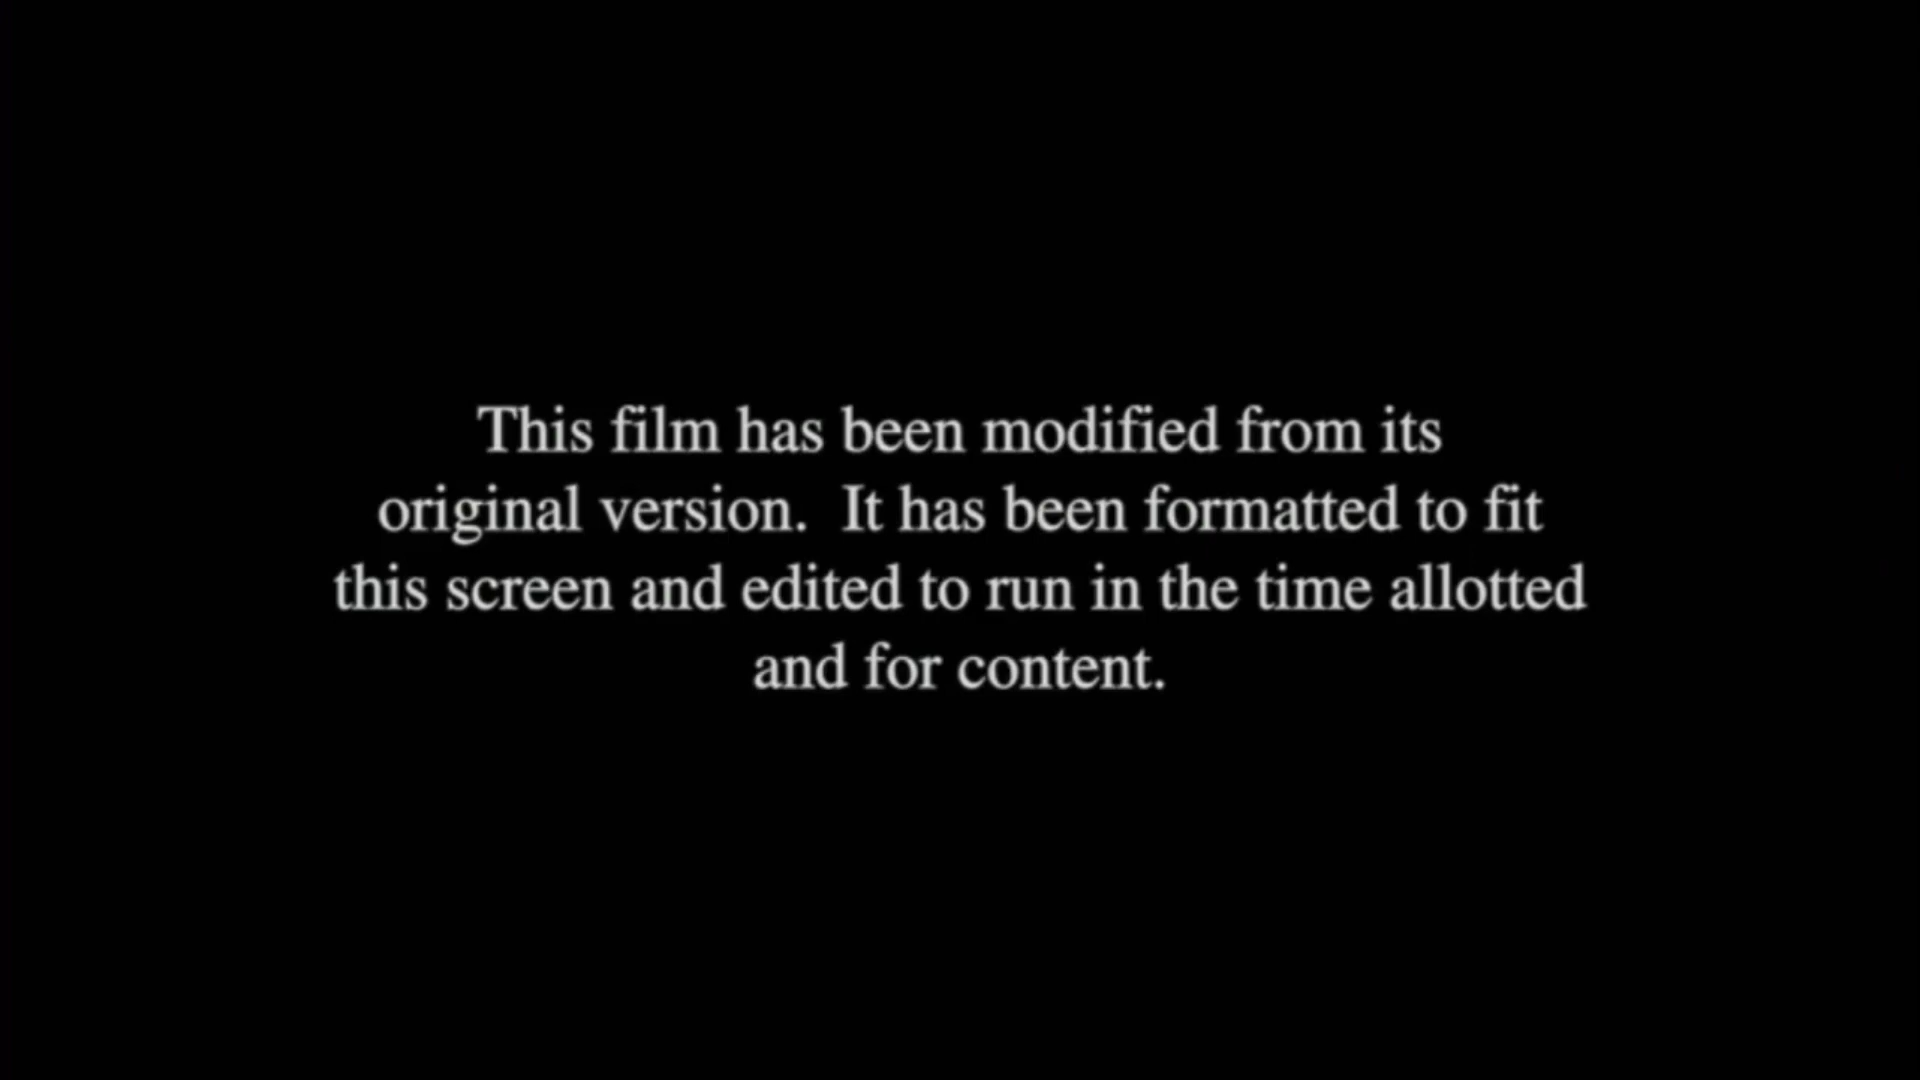 This film has been modified from its
original version.  It has been formatted to fit
this screen and edited to run in the time allotted
and for content.